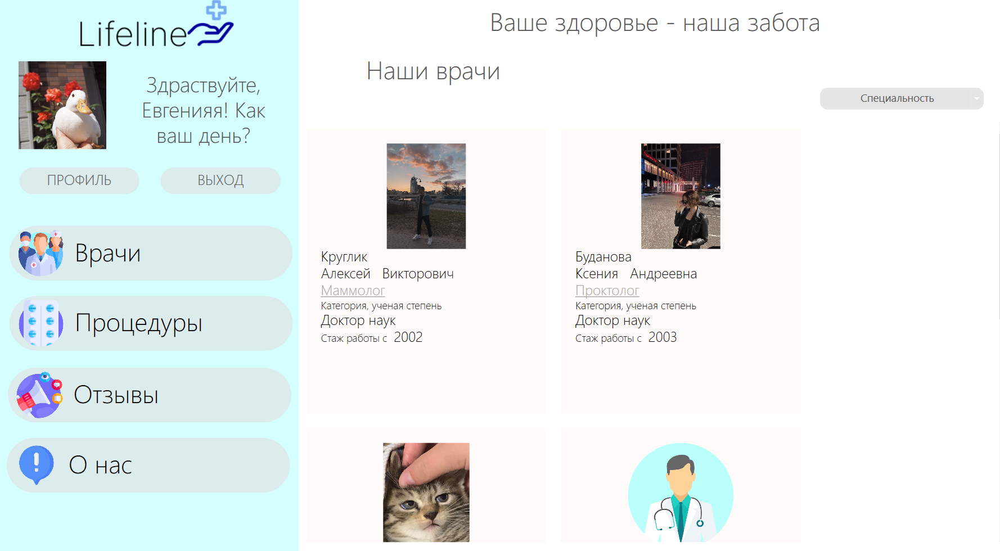 Lifeline
Здраствуйте,
Евгенияя! Как
ваш день?
ПРОФИЛЬ
ВЫХОД
Врачи
Процедуры
Отзывы
О нас
Ваше здоровье - наша забота
Наши врачи
Специальность
Круглик
Алексей Викторович
Маммолог
Категория, ученая степень
Доктор наук
Стаж работы с 2002
Буданова
Ксения Андреевна
Проктолог
Категория, ученая степень
Доктор наук
Стаж работы с 2003